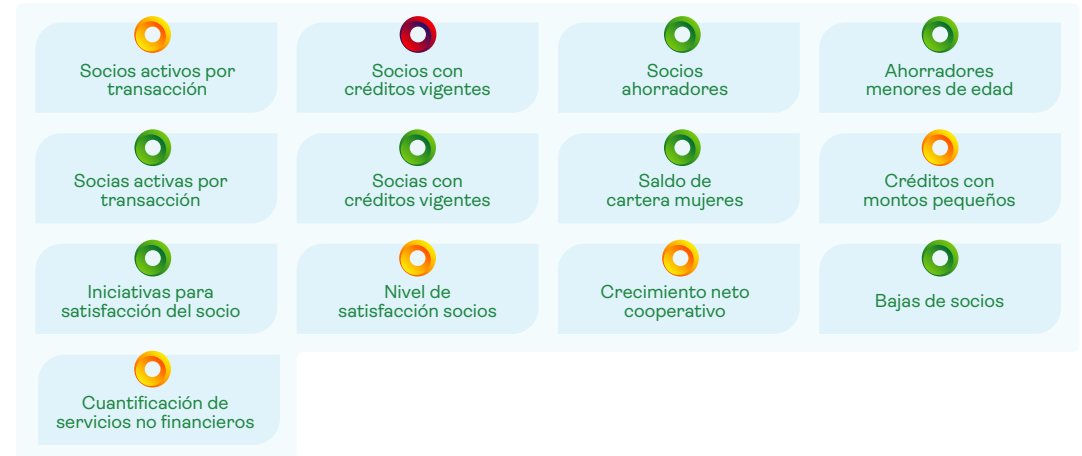 Socios activos por
transacción
Socios con
créditos vigentes
Socios
ahorradores
Ahorradores
menores de edad
Socias activas por
transacción
Socias con
créditos vigentes
Saldo de
cartera mujeres
Créditos con
montos pequeños
Iniciativas para
satisfacción del socio
Nivel de
satisfacción socios
Crecimiento neto
cooperativo
Bajas de socios
Cuantificación de
servicios no financieros